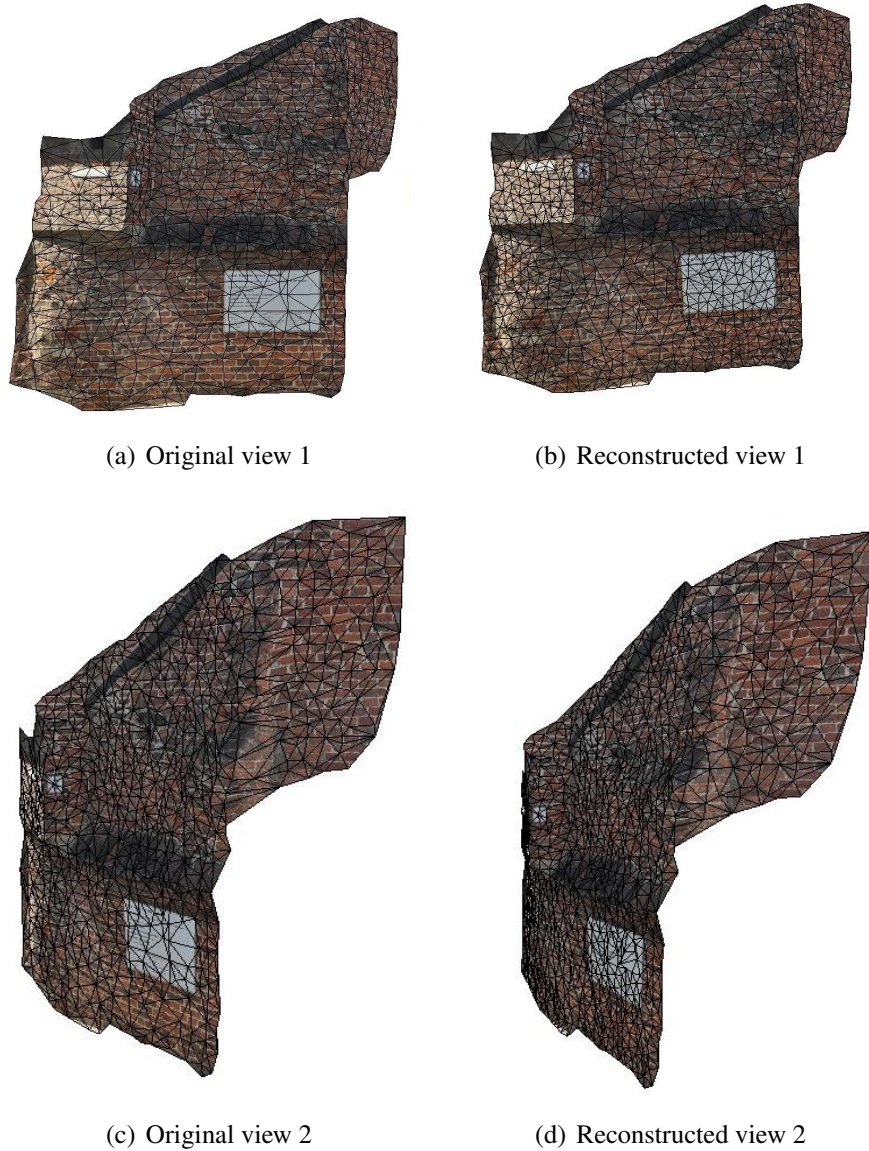 (a) Original view 1
(b) Reconstructed view 1
(c) Original view 2
(d) Reconstructed view 2